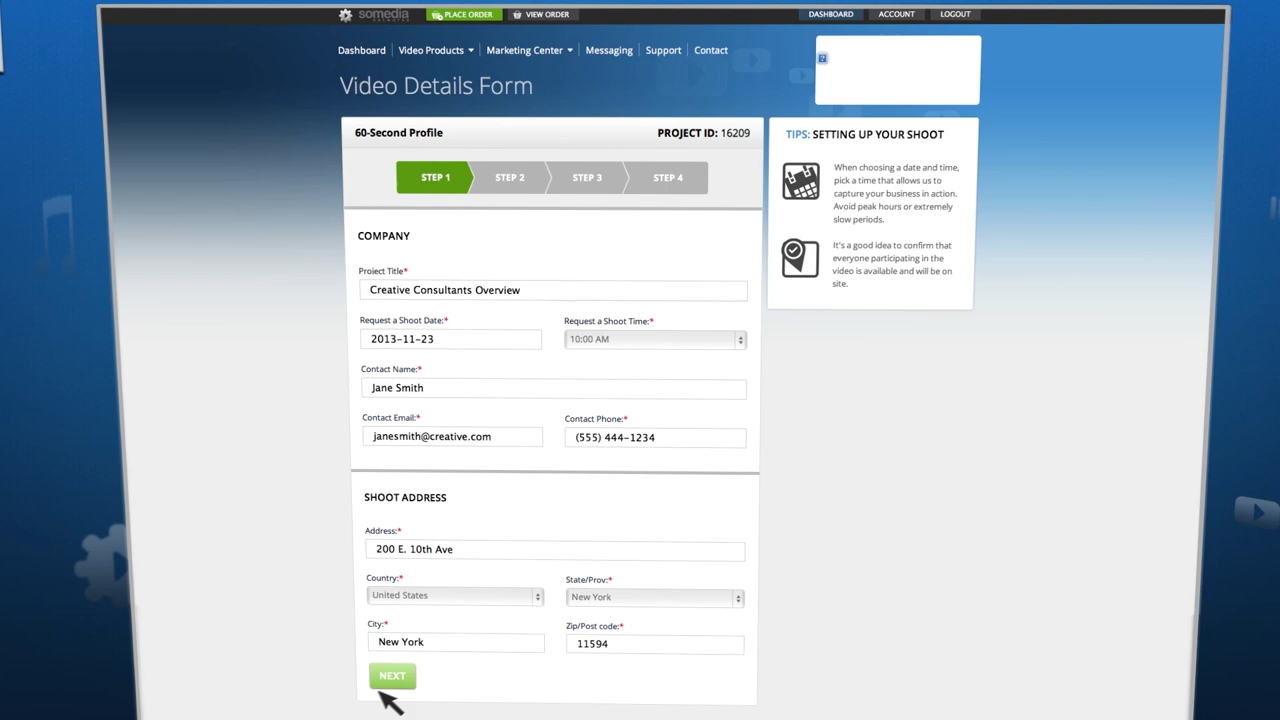 somedia
PLACE ORDER
VIEW ORDER
DASHBOARD
ACCOUNT
LOGOUT
Dashboard
Video Products
Marketing Center
Messaging
Support
Contact
Video Details Form
60-Second Profile
PROJECT ID: 16209
STEP 1
STEP 2
STEP 3
STEP 4
COMPANY
Project Title*
Creative Consultants Overview
Request a Shoot Date:*
2013-11-23
Request a Shoot Time:*
10:00 AM
Contact Name:*
Jane Smith
Contact Email:*
janesmith@creative.com
Contact Phone:*
(555) 444-1234
SHOOT ADDRESS
Address:*
200 E. 10th Ave
Country:*
United States
State/Prov:*
New York
City:*
New York
Zip/Post code:*
11594
NEXT
TIPS: SETTING UP YOUR SHOOT
When choosing a date and time,
pick a time that allows us to
capture your business in action.
Avoid peak hours or extremely
slow periods.
It's a good idea to confirm that
everyone participating in the
video is available and will be on
site.